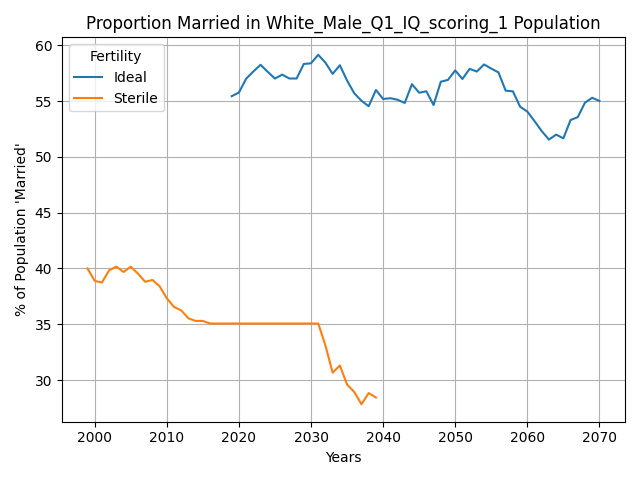 Proportion Married in White_Male_Q1_IQ_scoring_1 Population
60
55
50
45
40
35
30
% of Population 'Married'
Fertility
Ideal
Sterile
2000 2010 2020 2030 2040 2050 2060 2070
Years